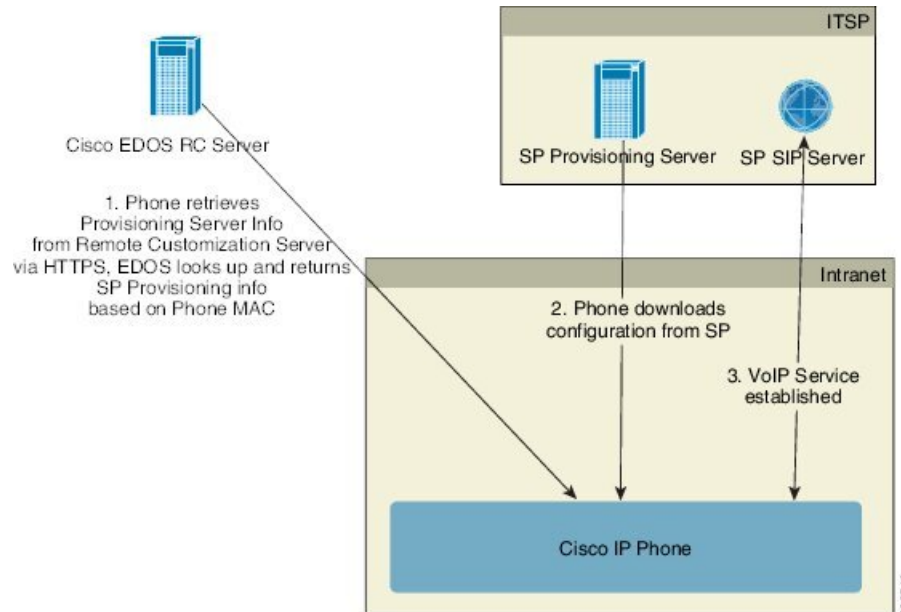 ITSP
Cisco EDOS RC Server
SP Provisioning Server
SP SIP Server
1. Phone retrieves
Provisioning Server Info
from Remote Customization Server
via HTTPS, EDOS looks up and returns
SP Provisioning info
based on Phone MAC
Intranet
2. Phone downloads
configuration from SP
3. VoIP Service
established
Cisco IP Phone